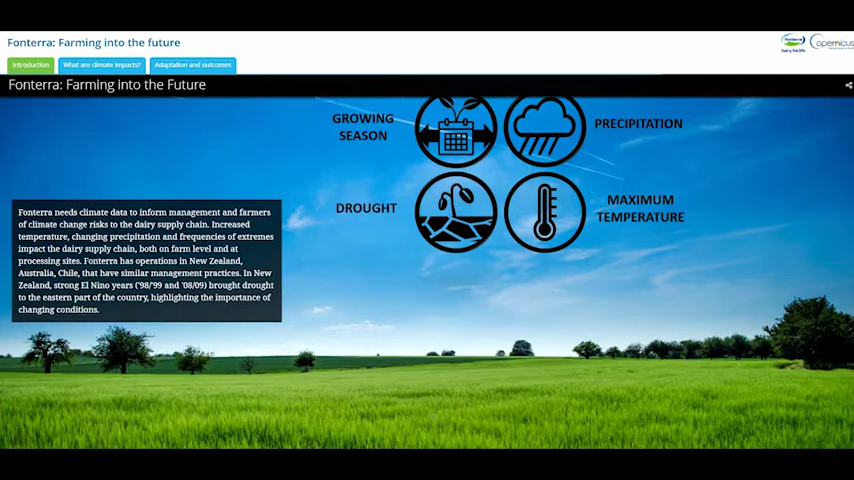 Fonterra: Farming into the future
Fonterra
Dairy for life
opernicus
Introduction
What are climate impacts?
Adaptation and outcomes
Fonterra: Farming into the Future
GROWING
SEASON
PRECIPITATION
DROUGHT
MAXIMUM
TEMPERATURE
Fonterra needs climate data to inform management and farmers
of climate change risks to the dairy supply chain. Increased
temperature, changing precipitation and frequencies of extremes
impact the dairy supply chain, both on farm level and at
processing sites. Fonterra has operations in New Zealand,
Australia, Chile, that have similar management practices. In New
Zealand, strong El Nino years ('98/'99 and '08/09) brought drought
to the eastern part of the country, highlighting the importance of
changing conditions.